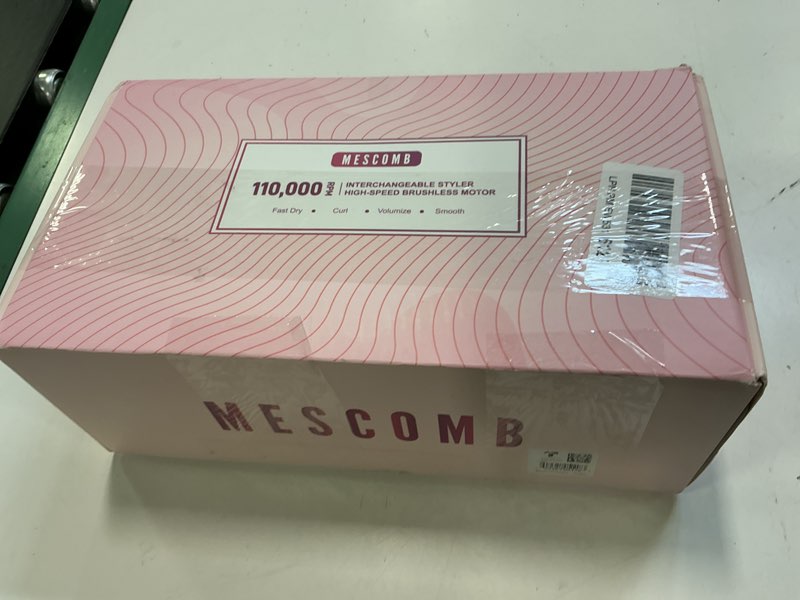 MESCOMB
110,000 RPM | INTERCHANGEABLE STYLER
HIGH-SPEED BRUSHLESS MOTOR
Fast Dry • Curl • Volumize • Smooth
MESCOMB